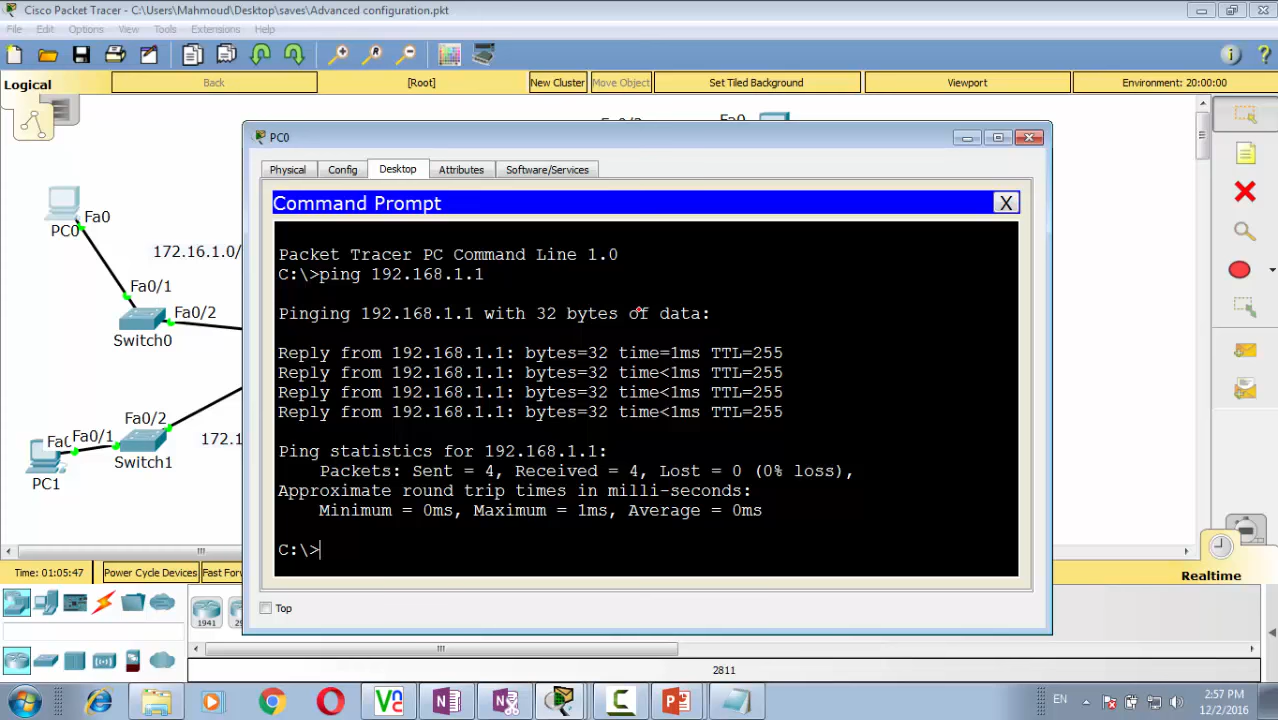 Cisco Packet Tracer - C:\Users\Mahmoud\Desktop\saves\Advanced configuration.pkt
File Edit Options View Tools Extensions Help
Logical Back [Root] New Cluster Move Object Set Tiled Background Viewport Environment: 20:00:00
Fa0/2 Fa0
PC0
Physical Config Desktop Attributes Software/Services
Command Prompt X
Packet Tracer PC Command Line 1.0
C:\>ping 192.168.1.1
Pinging 192.168.1.1 with 32 bytes of data:
Reply from 192.168.1.1: bytes=32 time=1ms TTL=255
Reply from 192.168.1.1: bytes=32 time<1ms TTL=255
Reply from 192.168.1.1: bytes=32 time<1ms TTL=255
Reply from 192.168.1.1: bytes=32 time<1ms TTL=255
Ping statistics for 192.168.1.1:
Packets: Sent = 4, Received = 4, Lost = 0 (0% loss),
Approximate round trip times in milli-seconds:
Minimum = 0ms, Maximum = 1ms, Average = 0ms
C:\>
Top
Fa0
PC0
172.16.1.0/
Fa0/1
Fa0/2
Switch0
Fa0/2
Fa0/1
172.1
Switch1
PC1
Time: 01:05:47 Power Cycle Devices Fast For
Realtime
1941
2811
EN
2:57 PM
12/2/2016